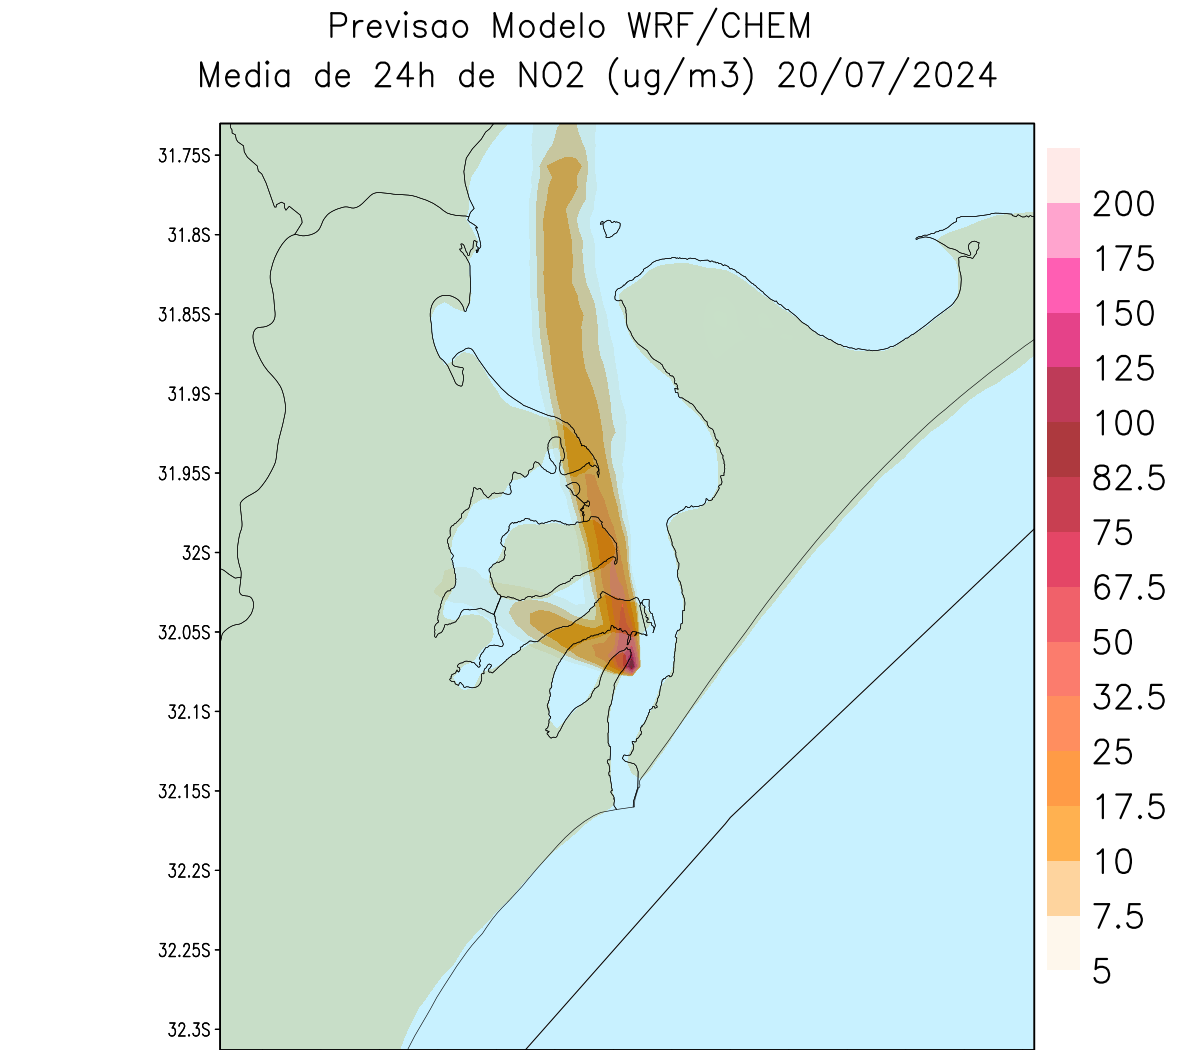 Previsao Modelo WRF/CHEM
Media de 24h de NO2 (ug/m3) 20/07/2024
31.75S
31.8S
31.85S
31.9S
31.95S
32S
32.05S
32.1S
32.15S
32.2S
32.25S
32.3S
200
175
150
125
100
82.5
75
67.5
50
32.5
25
17.5
10
7.5
5